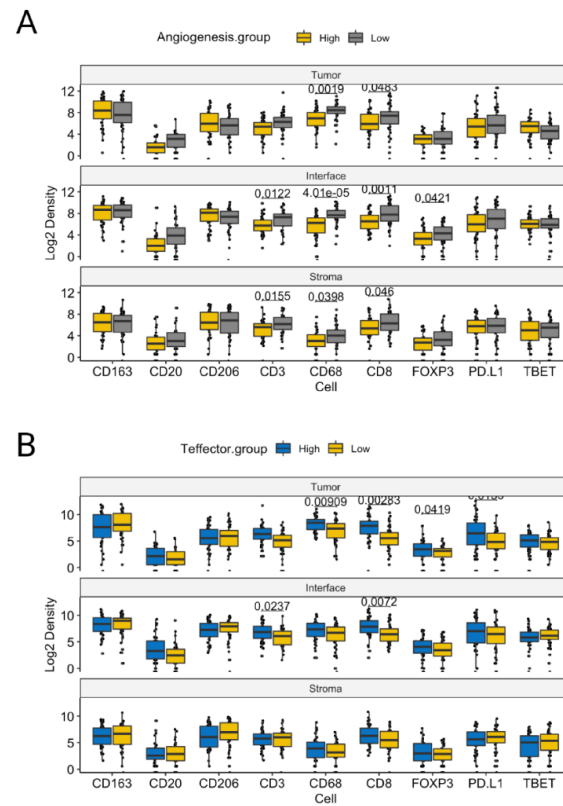 A
Angiogenesis.group High Low
Tumor
12
8
4
0
0.0019 0.0483
Interface
12
8
4
0
0.0122 4.01e-05 0.0011 0.0421
Stroma
12
8
4
0
0.0155 0.0398 0.046
Log2 Density
CD163 CD20 CD206 CD3 CD68 CD8 FOXP3 PD.L1 TBET
Cell
B
Teffector.group High Low
Tumor
10
5
0
0.00909 0.00283 0.0419
Interface
10
5
0
0.0237 0.0072
Stroma
10
5
0
Log2 Density
CD163 CD20 CD206 CD3 CD68 CD8 FOXP3 PD.L1 TBET
Cell